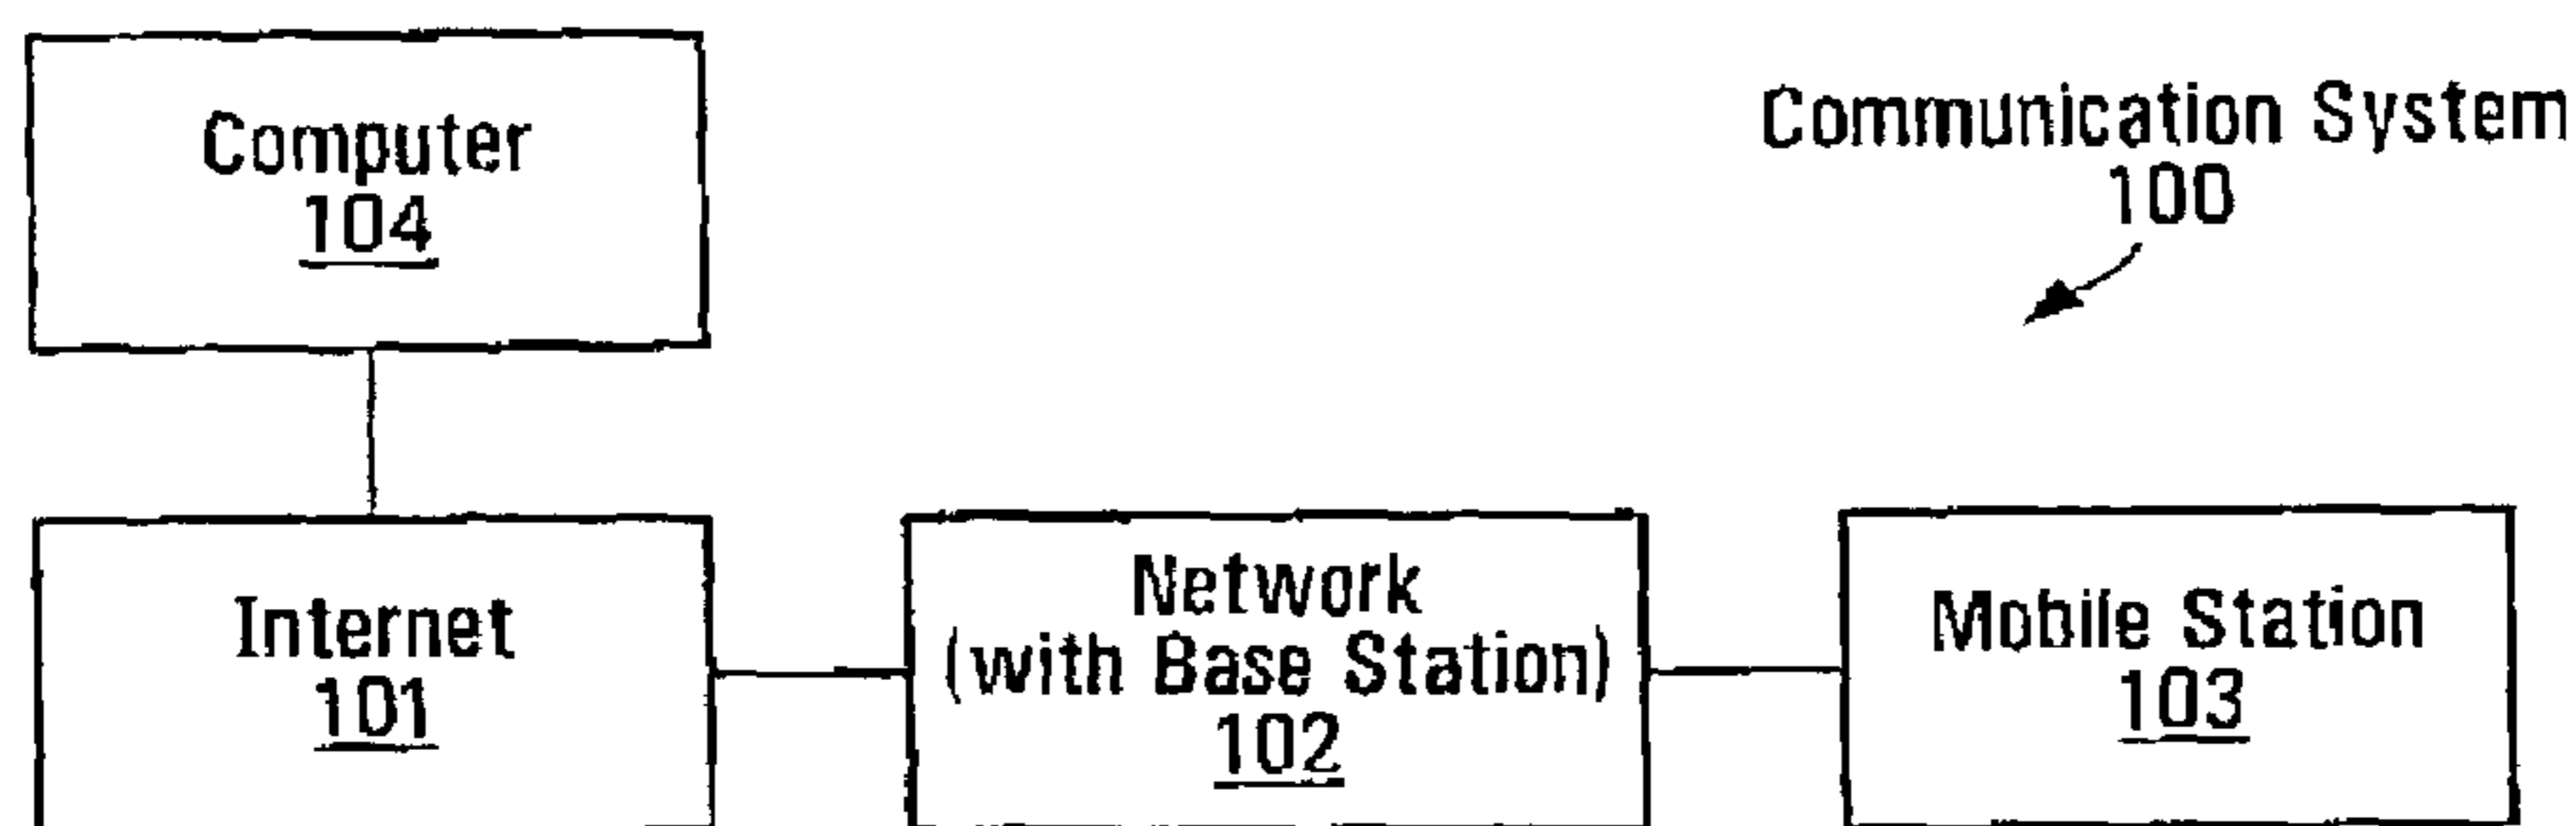 Computer
104
Communication System
100
Internet
101
Network
(with Base Station)
102
Mobile Station
103